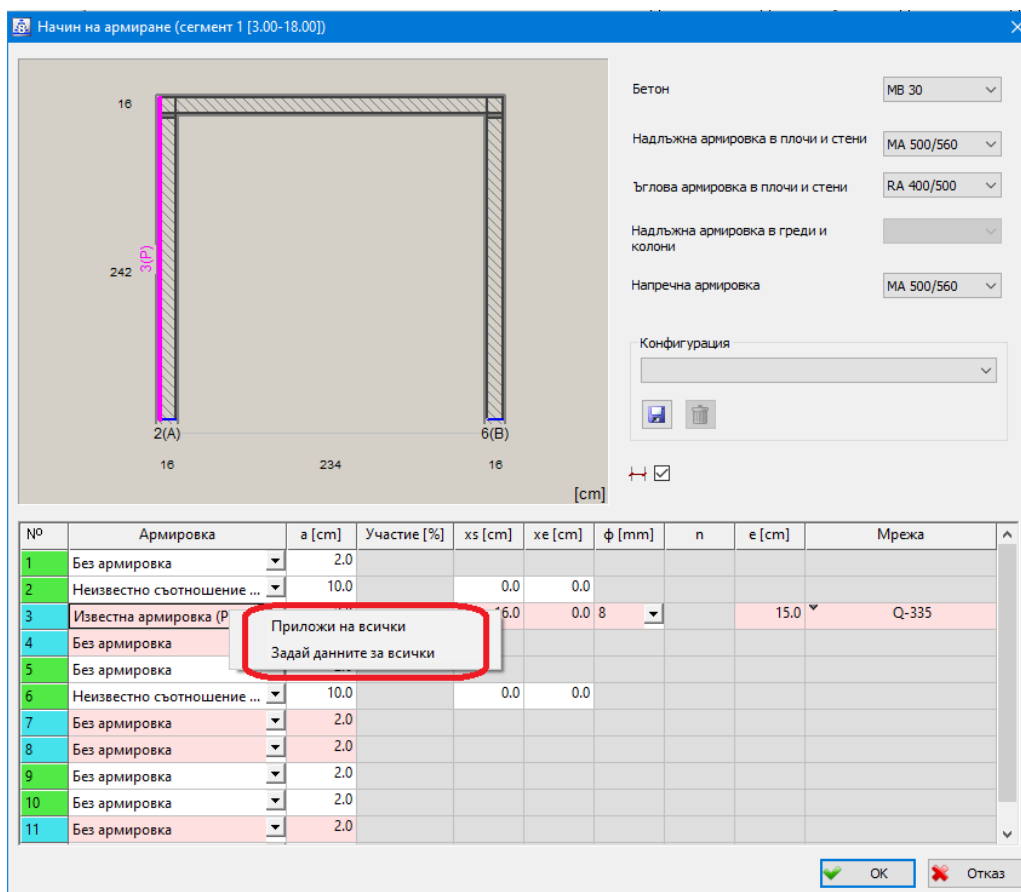 Начин на армиране (сегмент 1 [3.00-18.00])
16
242
3(P)
2(A)
6(B)
16 234 16
[cm]
Бетон MB 30
Надлъжна армировка в плочи и стени MA 500/560
Ъглова армировка в плочи и стени RA 400/500
Надлъжна армировка в греди и
колони
Напречна армировка MA 500/560
Конфигурация
Nº Армировка a [cm] Участие [%] xs [cm] xe [cm] ϕ [mm] n e [cm] Мрежа
1 Без армировка 2.0
2 Неизвестно съотношение ... 10.0 0.0 0.0
3 Известна армировка (P 16.0 0.0 8 15.0 Q-335
Приложи на всички
Задай данните за всички
4 Без армировка
5 Без армировка
6 Неизвестно съотношение ... 10.0 0.0 0.0
7 Без армировка 2.0
8 Без армировка 2.0
9 Без армировка 2.0
10 Без армировка 2.0
11 Без армировка 2.0
OK Отказ